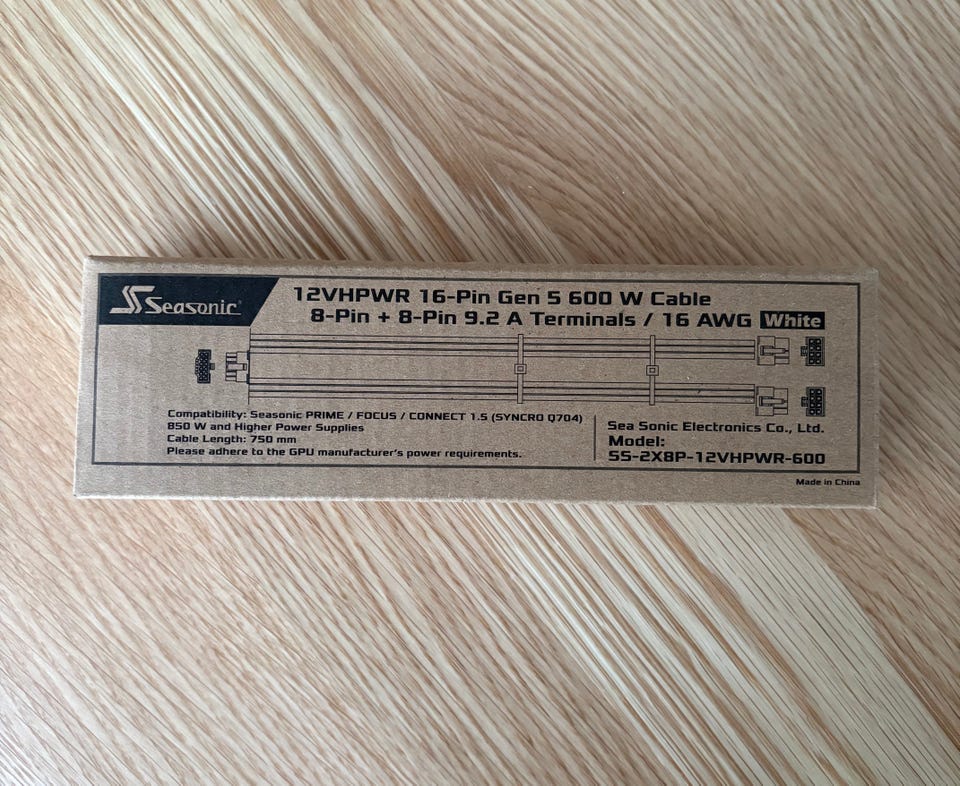 Seasonic
12VHPWR 16-Pin Gen 5 600 W Cable
8-Pin + 8-Pin 9.2 A Terminals / 16 AWG White
Compatibility: Seasonic PRIME / FOCUS / CONNECT 1.5 (SYNCRO Q704)
850 W and Higher Power Supplies
Cable Length: 750 mm
Please adhere to the GPU manufacturer's power requirements.
Sea Sonic Electronics Co., Ltd.
Model:
SS-2X8P-12VHPWR-600
Made in China